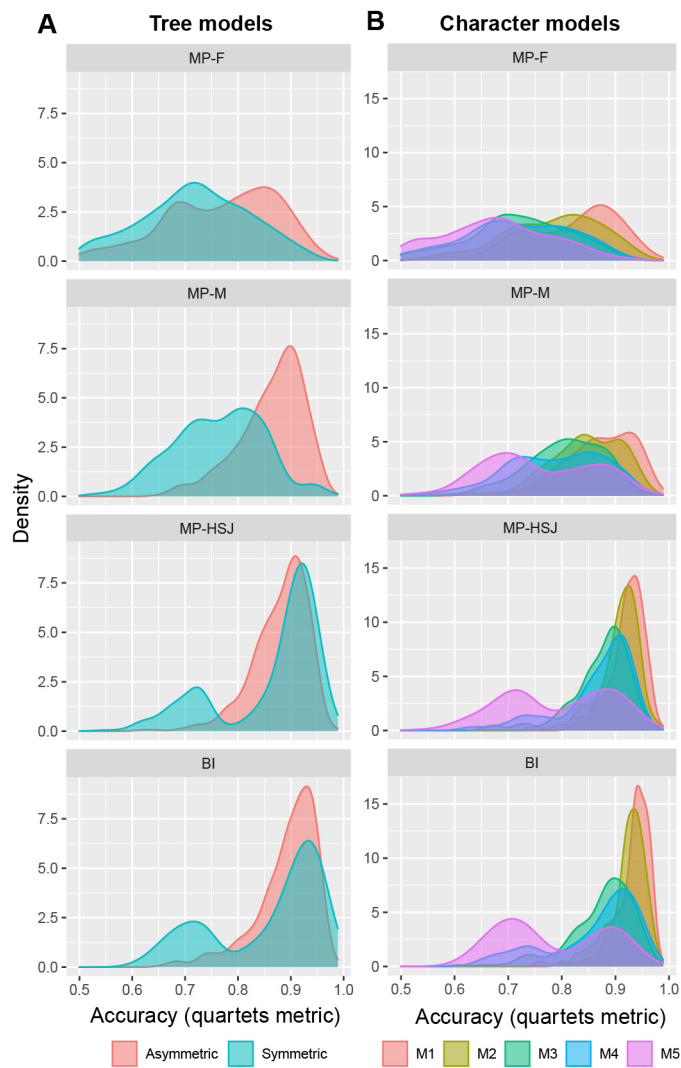 A Tree models
B Character models
MP-F
7.5
5.0
2.5
0.0
MP-F
15
10
5
0
MP-M
7.5
5.0
2.5
0.0
MP-M
15
10
5
0
Density
MP-HSJ
7.5
5.0
2.5
0.0
MP-HSJ
15
10
5
0
BI
7.5
5.0
2.5
0.0
0.5 0.6 0.7 0.8 0.9 1.0
BI
15
10
5
0
0.5 0.6 0.7 0.8 0.9 1.0
Accuracy (quartets metric)
Accuracy (quartets metric)
Asymmetric Symmetric
M1 M2 M3 M4 M5